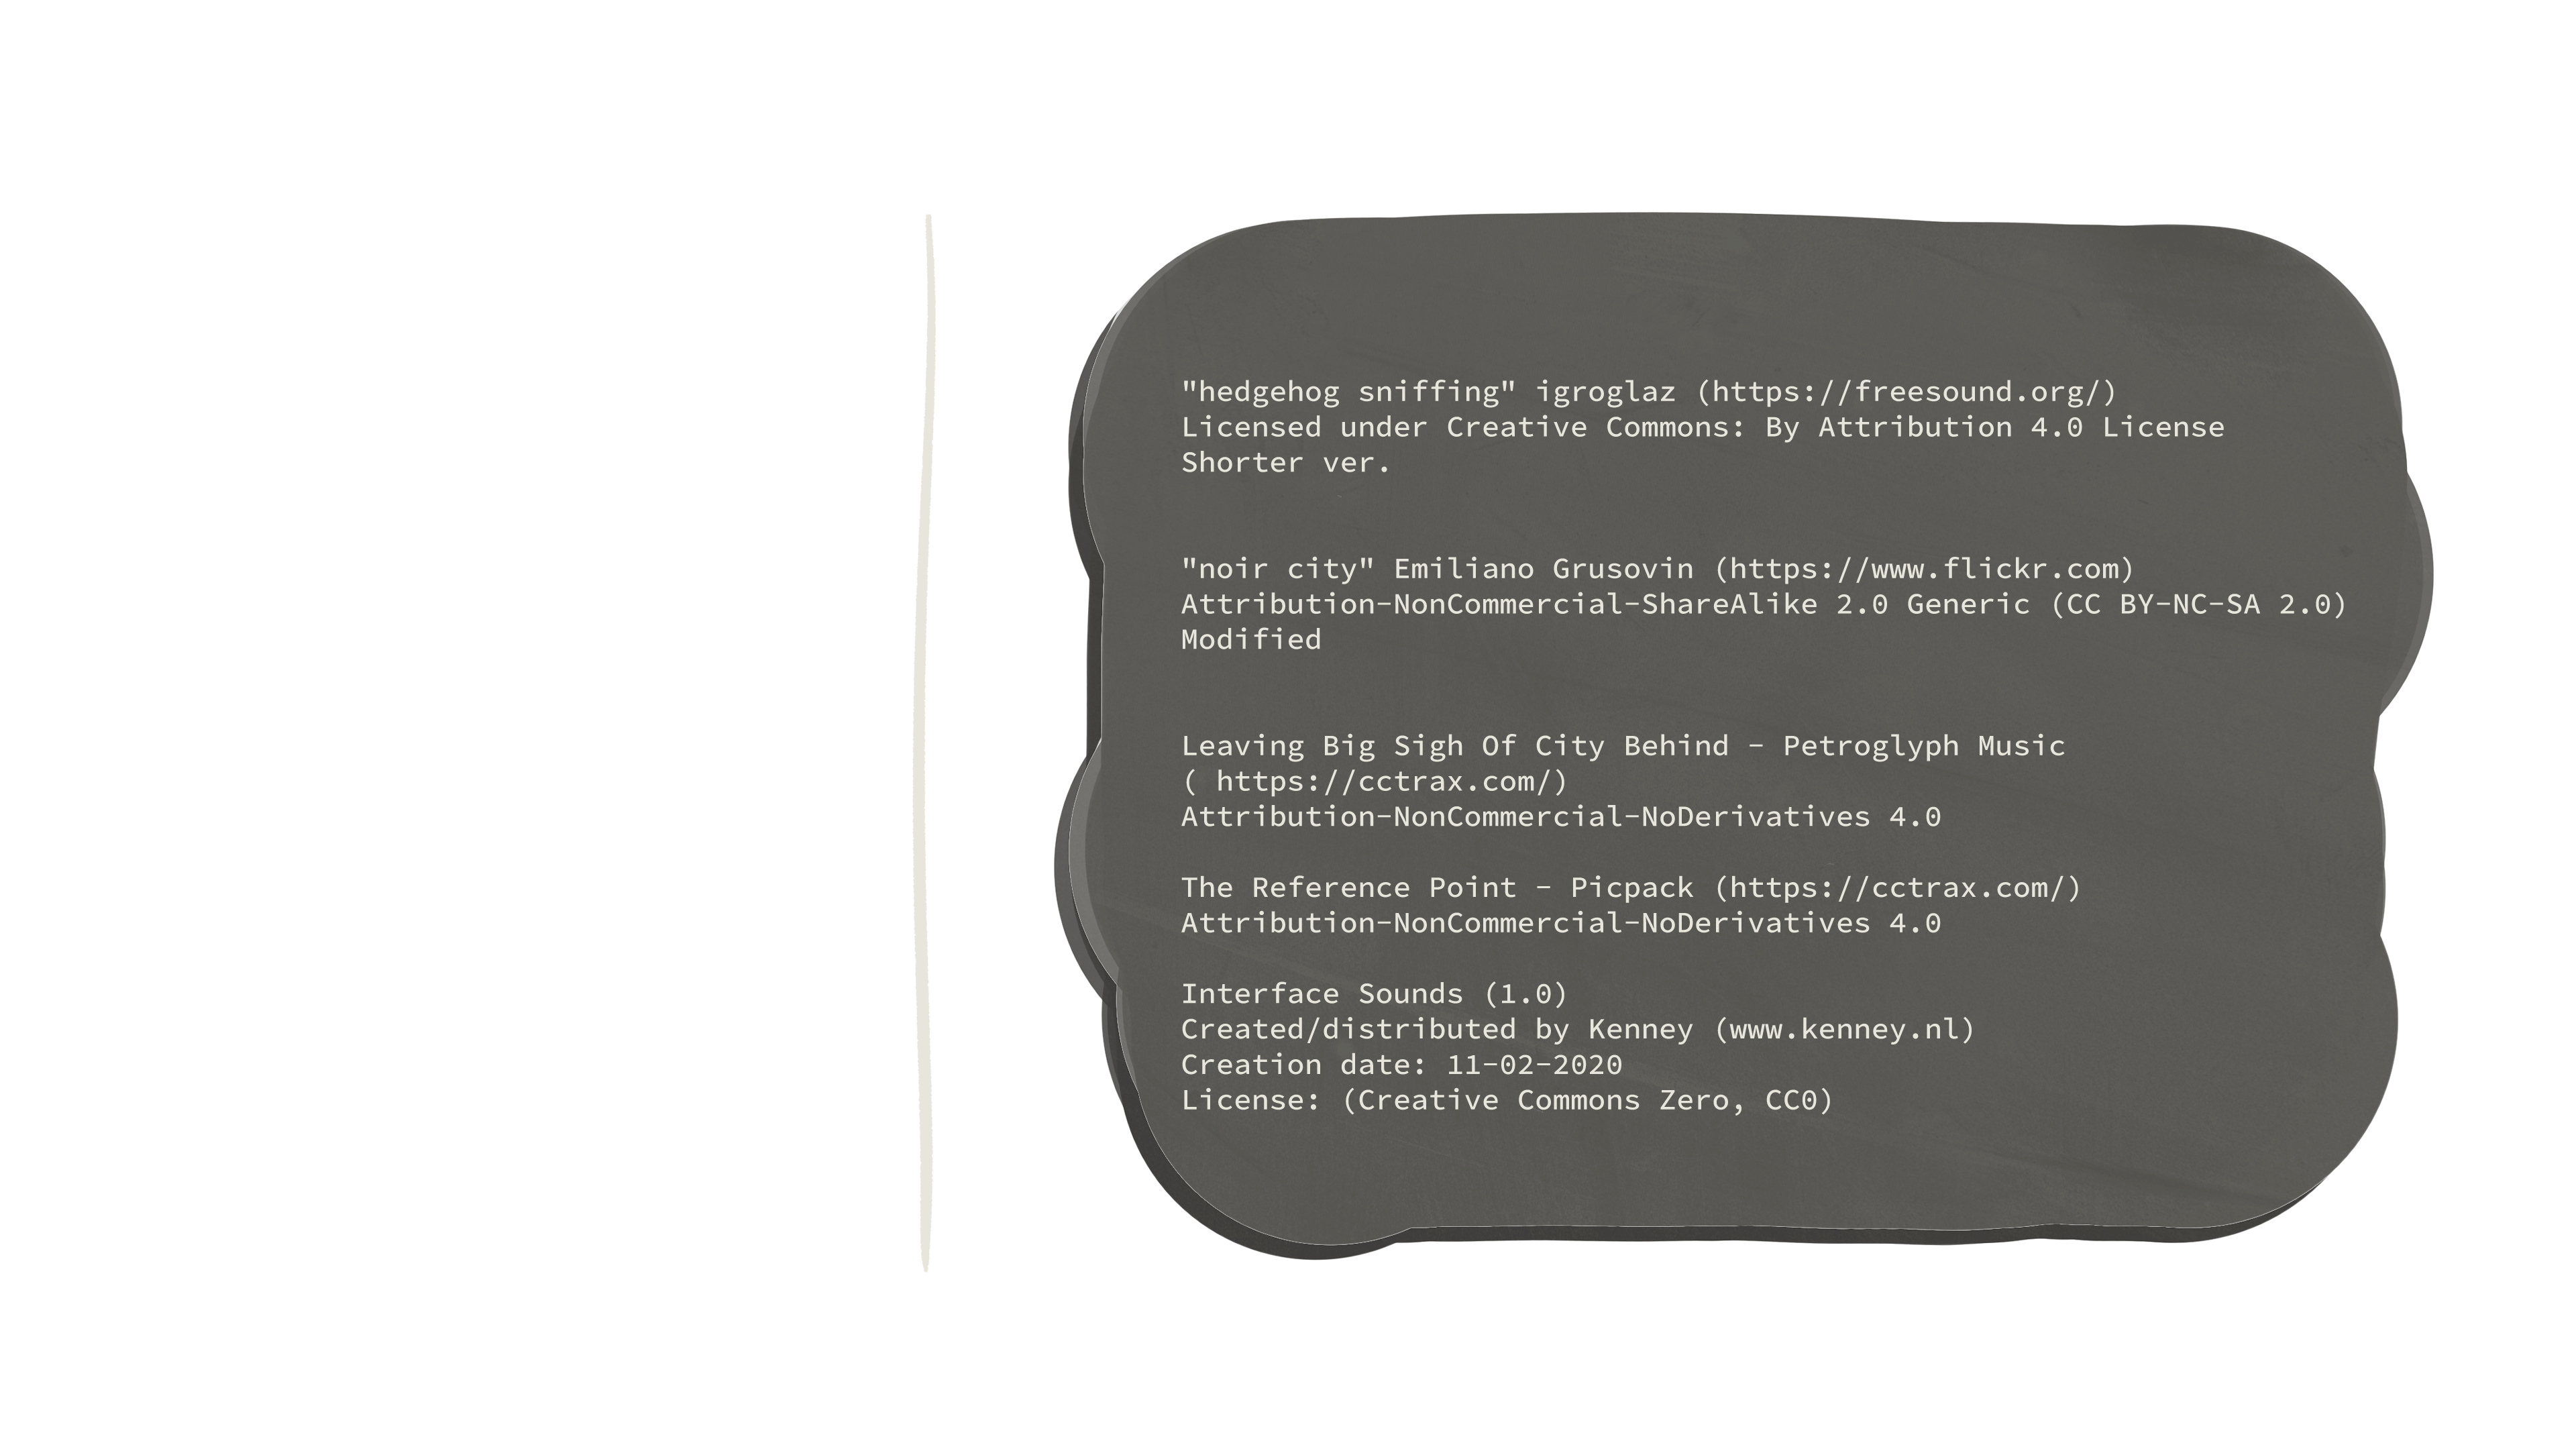 "hedgehog sniffing" igroglaz (https://freesound.org/)
Licensed under Creative Commons: By Attribution 4.0 License
Shorter ver.
"noir city" Emiliano Grusovin (https://www.flickr.com)
Attribution-NonCommercial-ShareAlike 2.0 Generic (CC BY-NC-SA 2.0)
Modified
Leaving Big Sigh Of City Behind - Petroglyph Music
( https://cctrax.com/)
Attribution-NonCommercial-NoDerivatives 4.0
The Reference Point - Picpack (https://cctrax.com/)
Attribution-NonCommercial-NoDerivatives 4.0
Interface Sounds (1.0)
Created/distributed by Kenney (www.kenney.nl)
Creation date: 11-02-2020
License: (Creative Commons Zero, CC0)